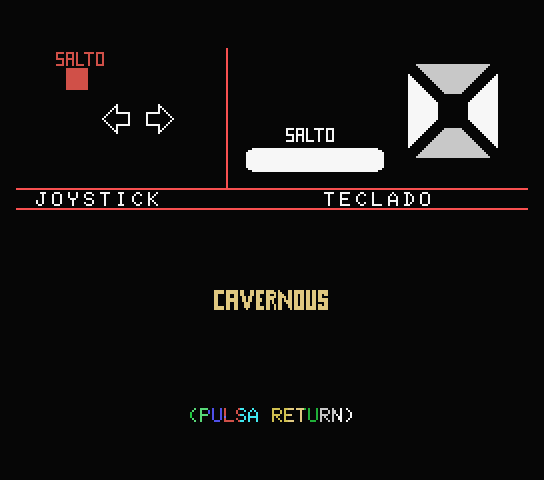 SALTO
SALTO
JOYSTICK
TECLADO
CAVERNOUS
(PULSA RETURN)